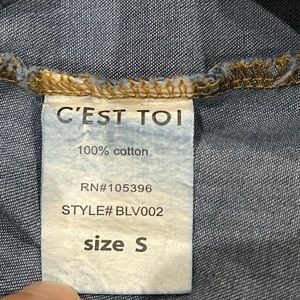 C'EST TOI
100% cotton
RN#105396
STYLE# BLV002
size S